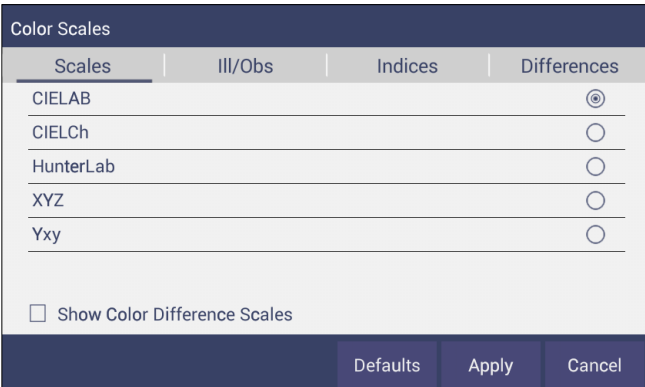 Color Scales
Scales Ill/Obs Indices Differences
CIELAB
CIELCh
HunterLab
XYZ
Yxy
Show Color Difference Scales
Defaults Apply Cancel